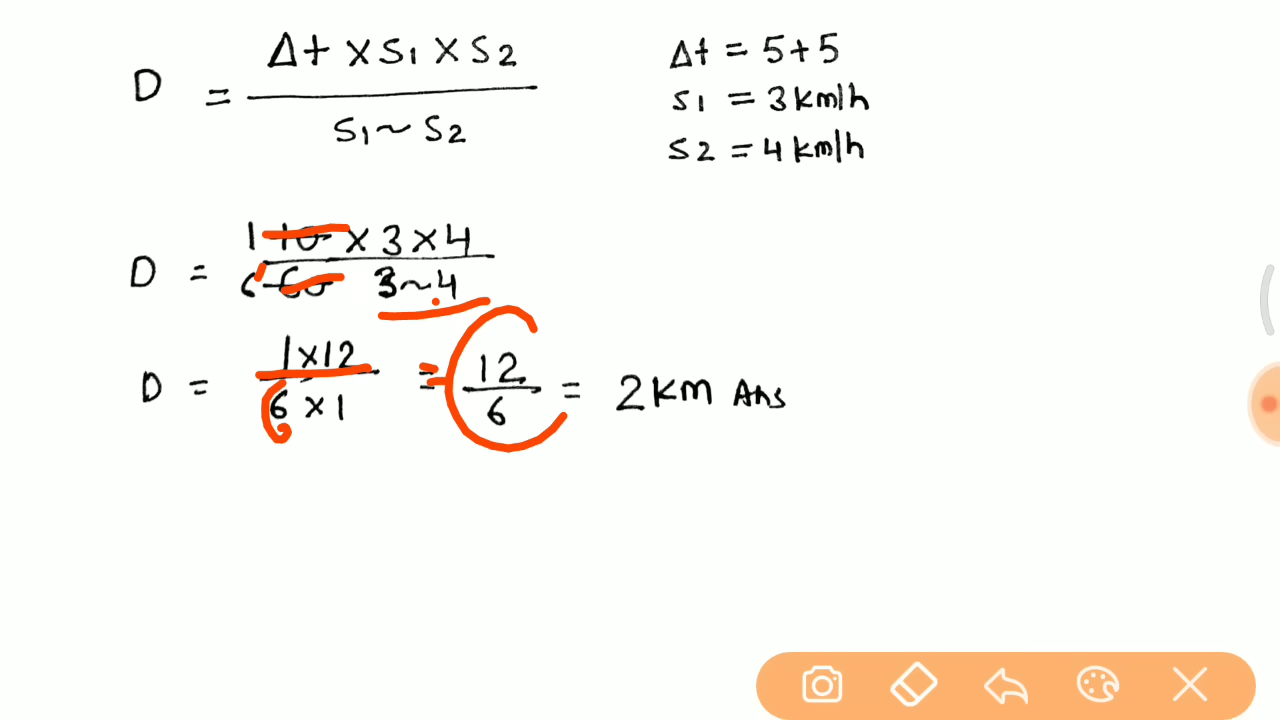 D = Δt × S1 × S2 / S1 ~ S2
Δt = 5+5
S1 = 3 km/h
S2 = 4 km/h
D = 1 10 × 3 × 4 / 6 60 3 ~ 4
D = 1×12 / 6×1 = 12/6 = 2 KM Ans